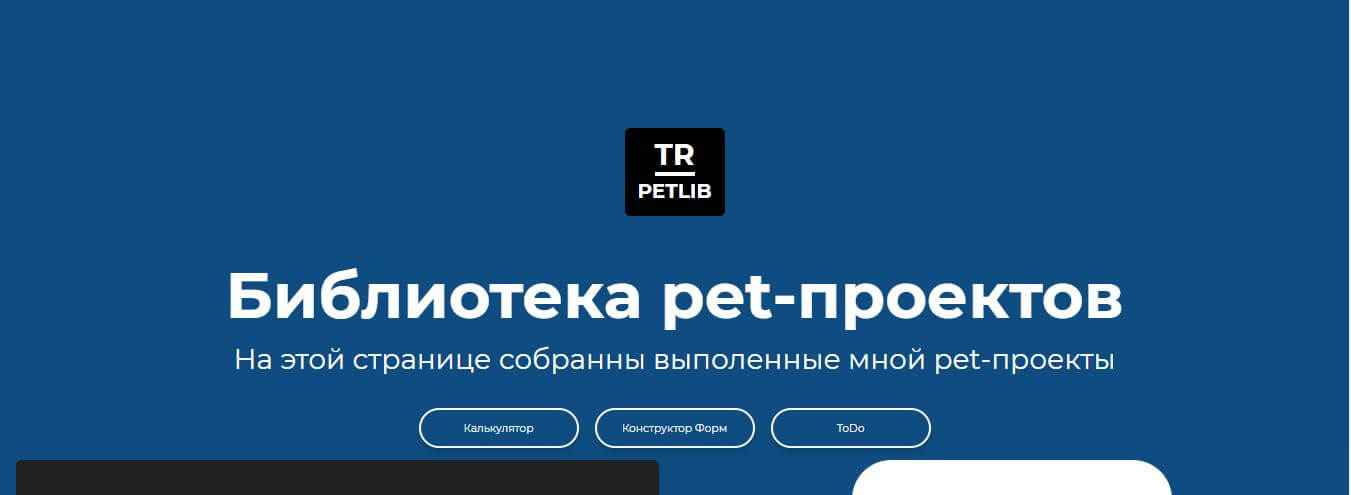 TR
PETLIB
Библиотека pet-проектов
На этой странице собранны выполенные мной pet-проекты
Калькулятор Конструктор Форм ToDo